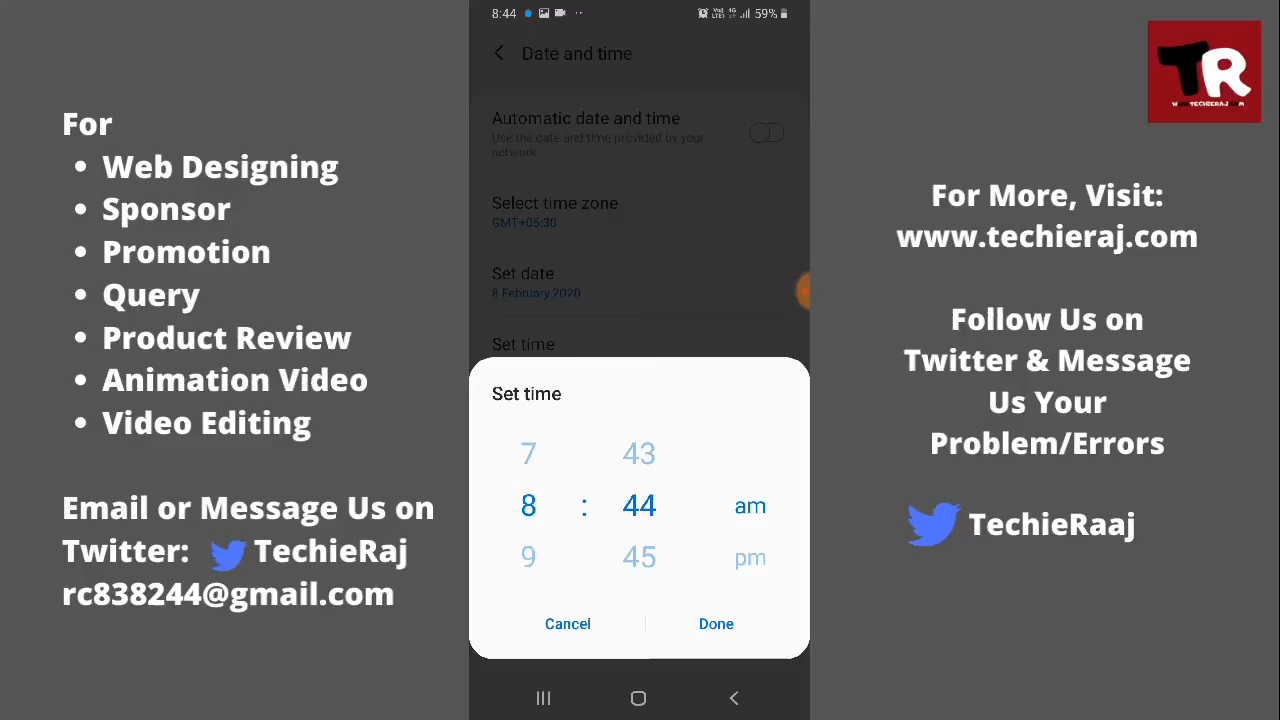 For
• Web Designing
• Sponsor
• Promotion
• Query
• Product Review
• Animation Video
• Video Editing
Email or Message Us on
Twitter: TechieRaj
rc838244@gmail.com
8:44
59%
Date and time
Automatic date and time
Use the date and time provided by your
network.
Select time zone
GMT+05:30
Set date
8 February 2020
Set time
Set time
7 43
8 : 44 am
9 45 pm
Cancel Done
TR
WWW.TECHIERAJ.COM
For More, Visit:
www.techieraj.com
Follow Us on
Twitter & Message
Us Your
Problem/Errors
TechieRaaj